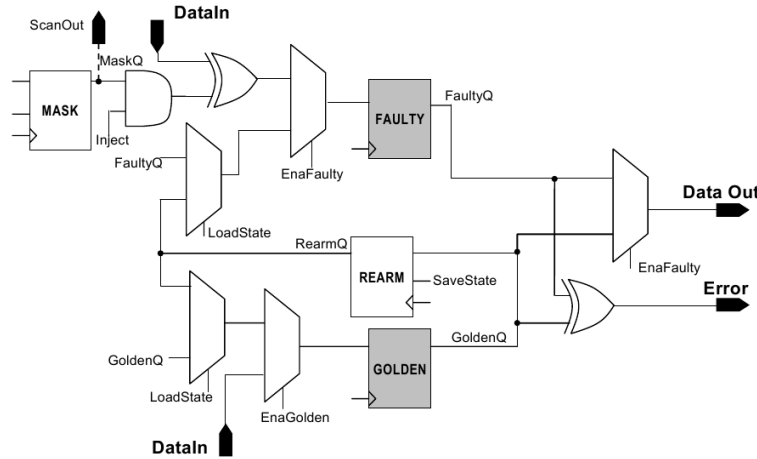 DataIn
ScanOut
MaskQ
MASK
Inject
FaultyQ
FAULTY
FaultyQ
EnaFaulty
LoadState
Data Out
RearmQ
REARM
SaveState
EnaFaulty
Error
GoldenQ
GoldenQ
GOLDEN
LoadState
EnaGolden
DataIn